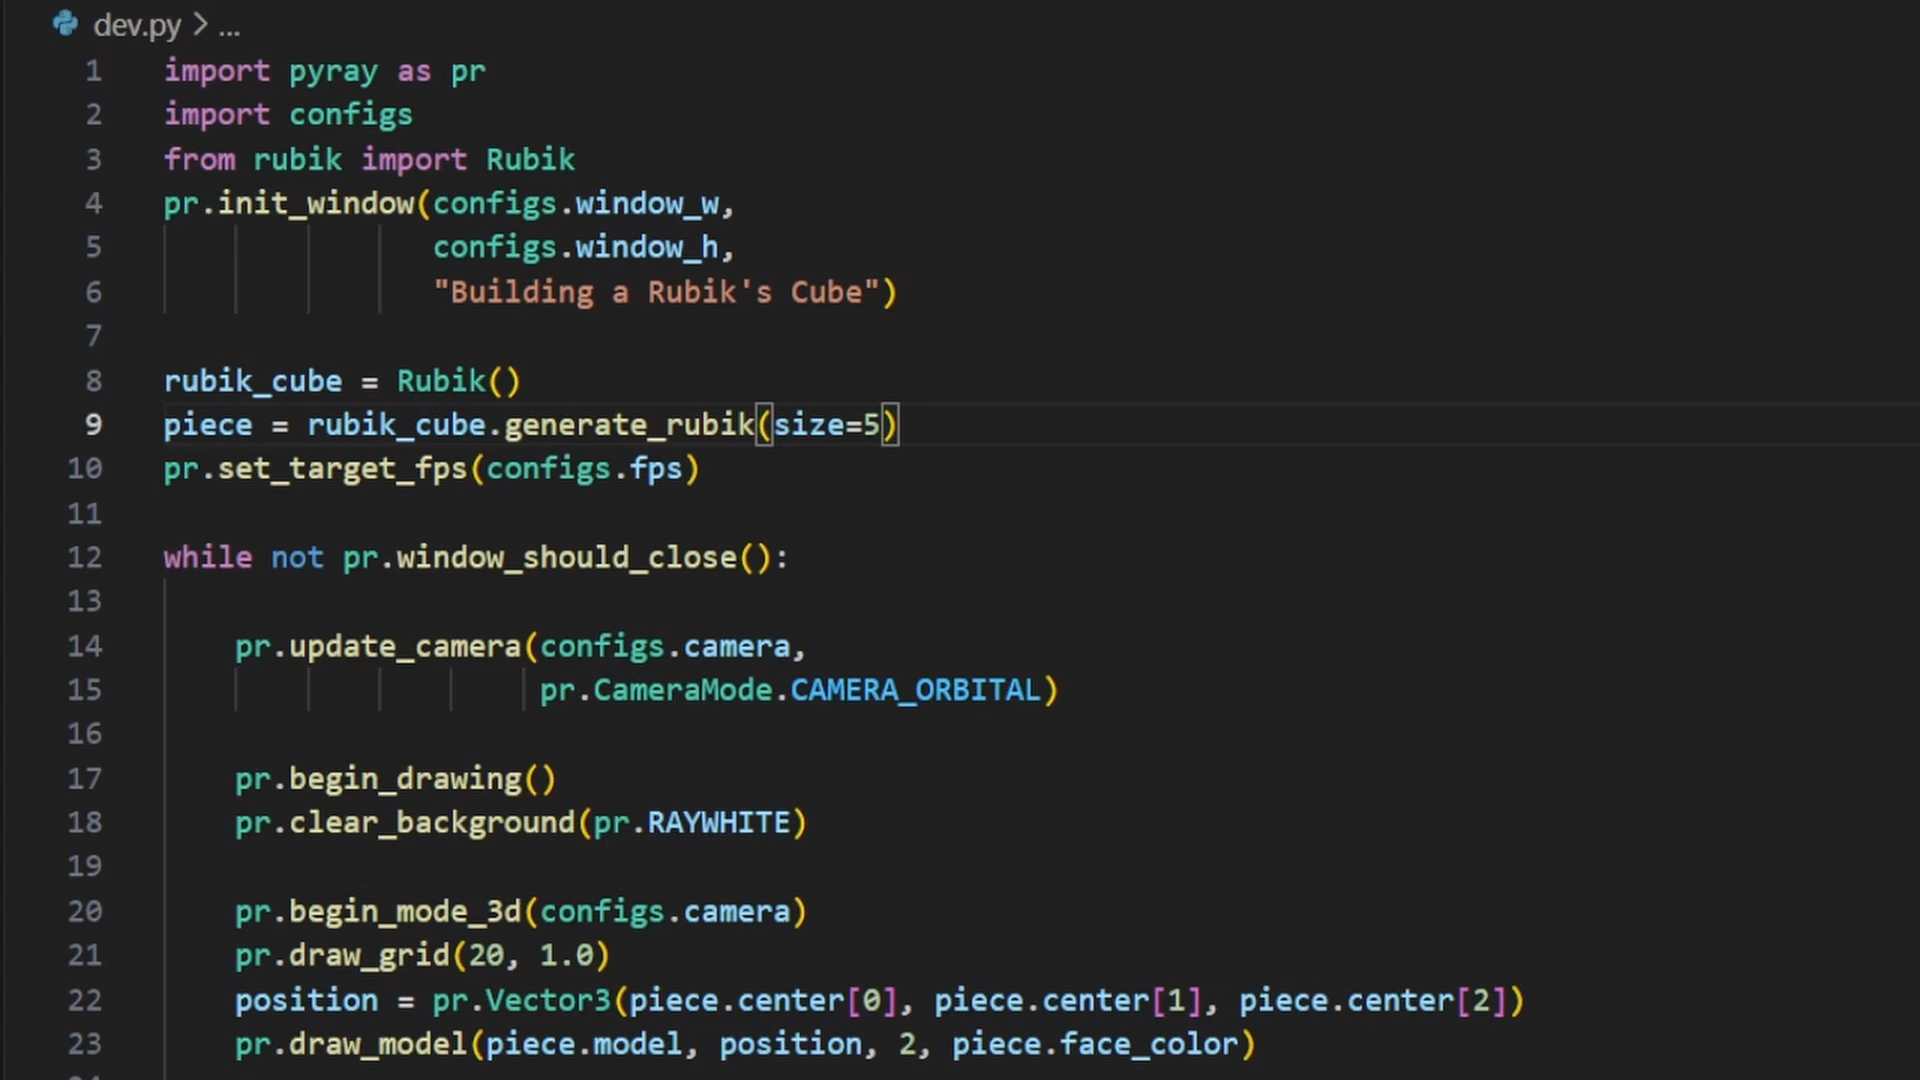 dev.py > ...
1 import pyray as pr
2 import configs
3 from rubik import Rubik
4 pr.init_window(configs.window_w,
5 configs.window_h,
6 "Building a Rubik's Cube")
7
8 rubik_cube = Rubik()
9 piece = rubik_cube.generate_rubik(size=5)
10 pr.set_target_fps(configs.fps)
11
12 while not pr.window_should_close():
13
14 pr.update_camera(configs.camera,
15 pr.CameraMode.CAMERA_ORBITAL)
16
17 pr.begin_drawing()
18 pr.clear_background(pr.RAYWHITE)
19
20 pr.begin_mode_3d(configs.camera)
21 pr.draw_grid(20, 1.0)
22 position = pr.Vector3(piece.center[0], piece.center[1], piece.center[2])
23 pr.draw_model(piece.model, position, 2, piece.face_color)